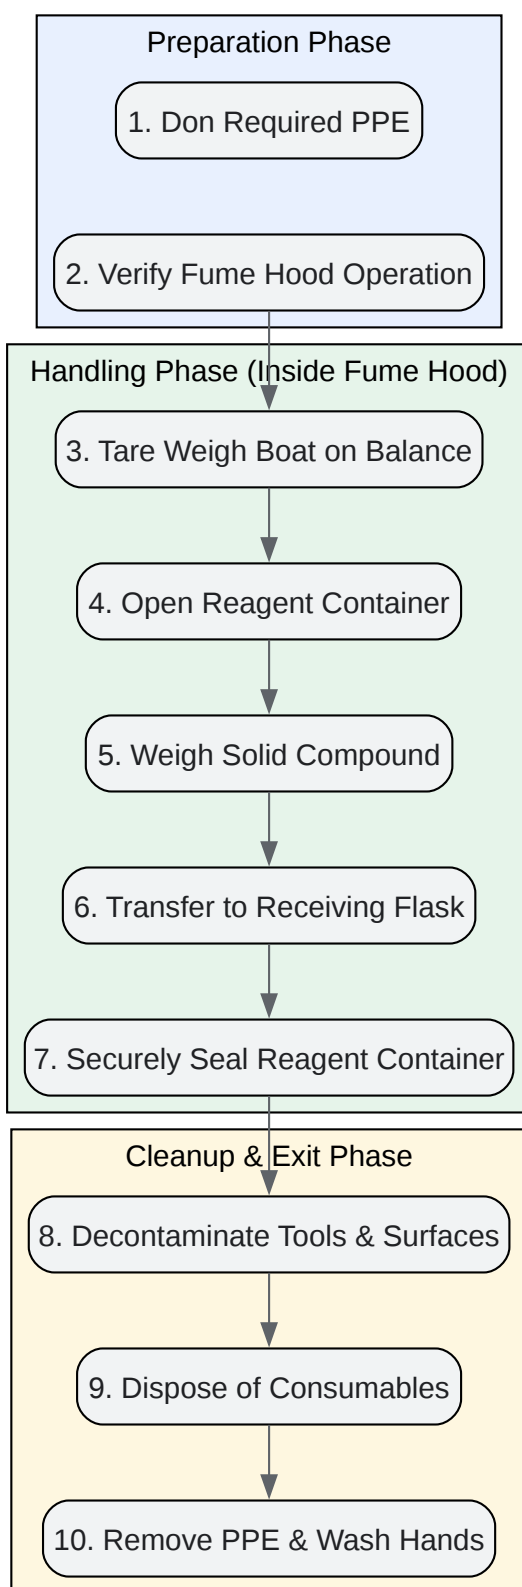 Preparation Phase
1. Don Required PPE
2. Verify Fume Hood Operation
Handling Phase (Inside Fume Hood)
3. Tare Weigh Boat on Balance
4. Open Reagent Container
5. Weigh Solid Compound
6. Transfer to Receiving Flask
7. Securely Seal Reagent Container
Cleanup & Exit Phase
8. Decontaminate Tools & Surfaces
9. Dispose of Consumables
10. Remove PPE & Wash Hands